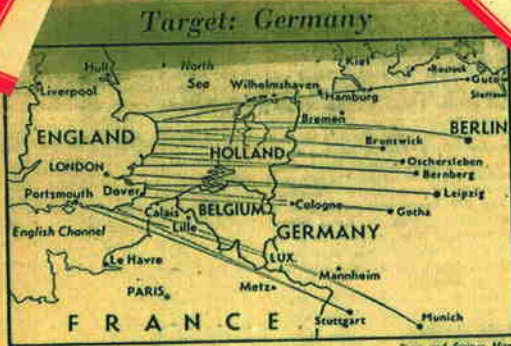 Target: Germany
Hull
North
Sea
Kiel
Rostock
Liverpool
Wilhelmshaven
Hamburg
Bremen
BERLIN
ENGLAND
HOLLAND
Brunswick
Oschersleben
LONDON
Bernberg
Portsmouth
Dover
Leipzig
Calais
BELGIUM
Cologne
Gotha
English Channel
Lille
GERMANY
Le Havre
LUX.
Mannheim
PARIS
Metz
FRANCE
Stuttgart
Munich